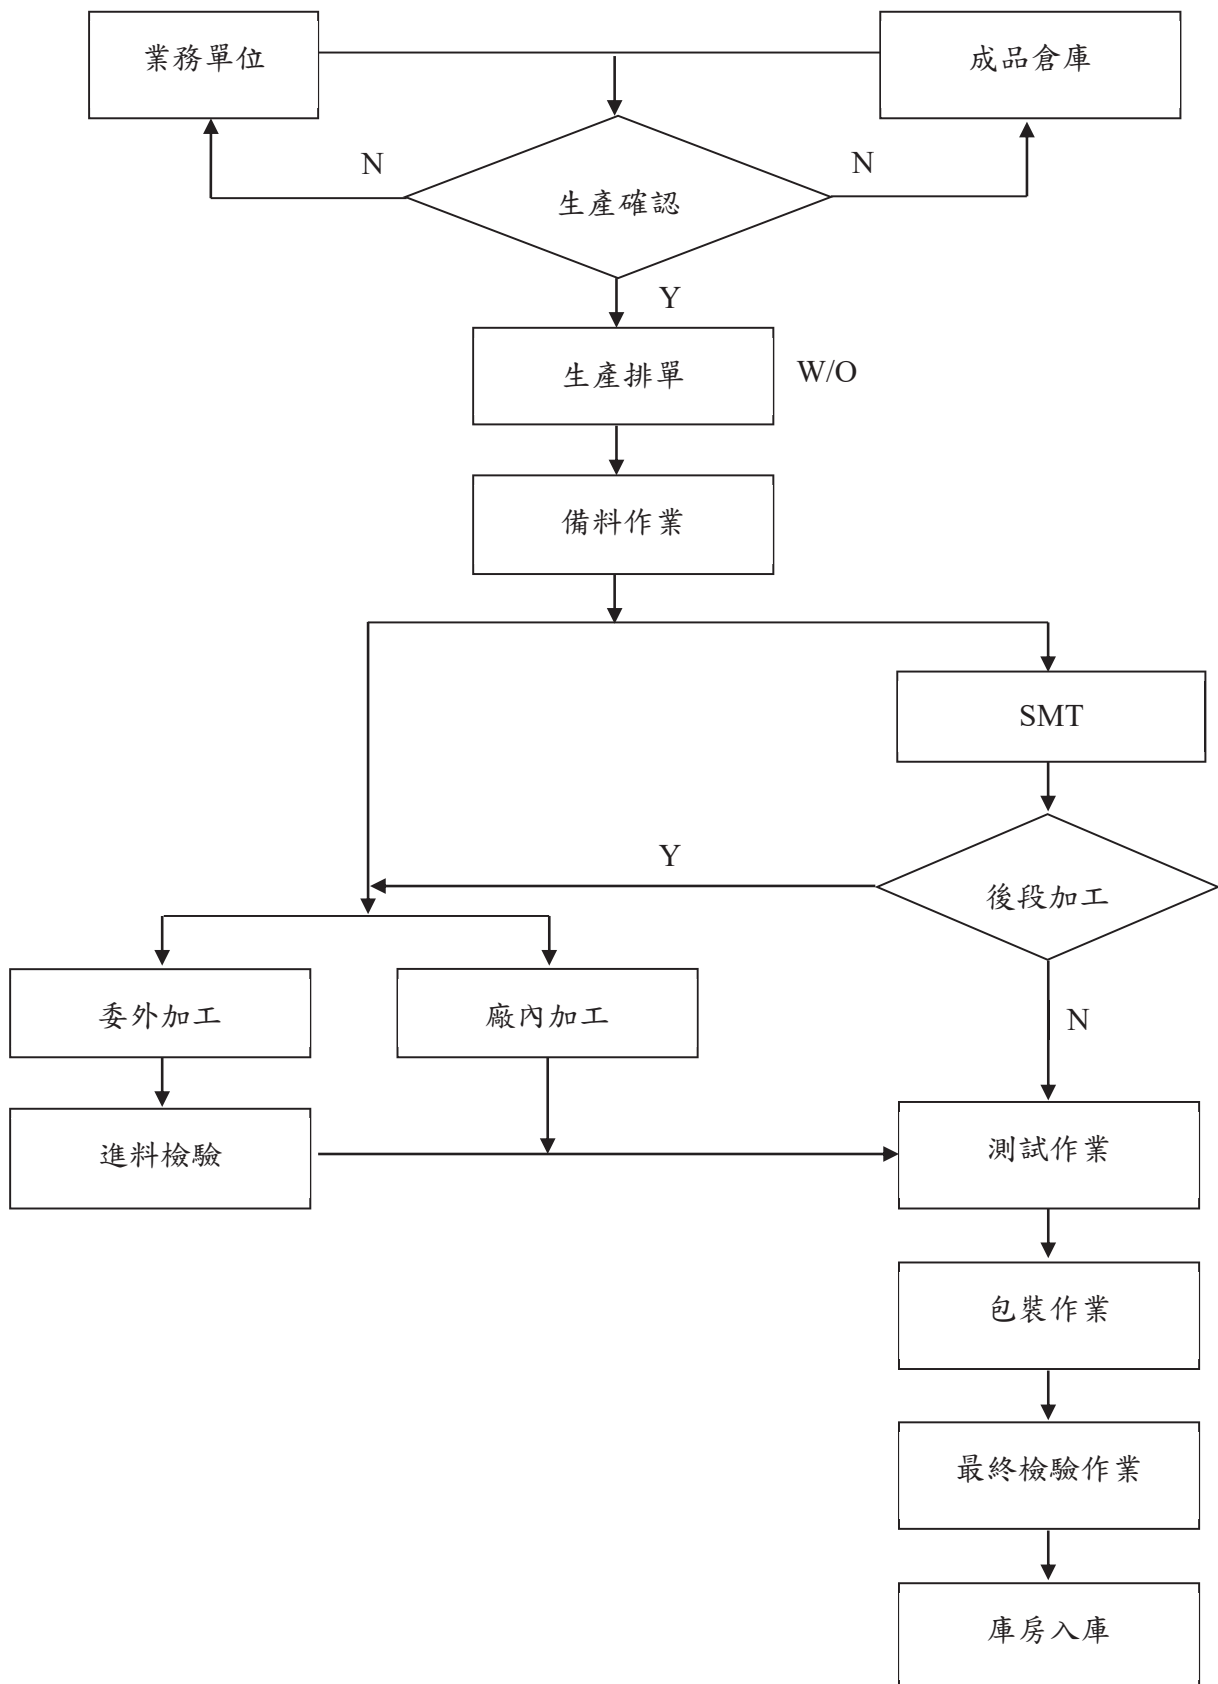 業務單位
成品倉庫
N
N
生產確認
Y
生產排單
W/O
備料作業
SMT
Y
後段加工
委外加工
廠內加工
N
進料檢驗
測試作業
包裝作業
最終檢驗作業
庫房入庫